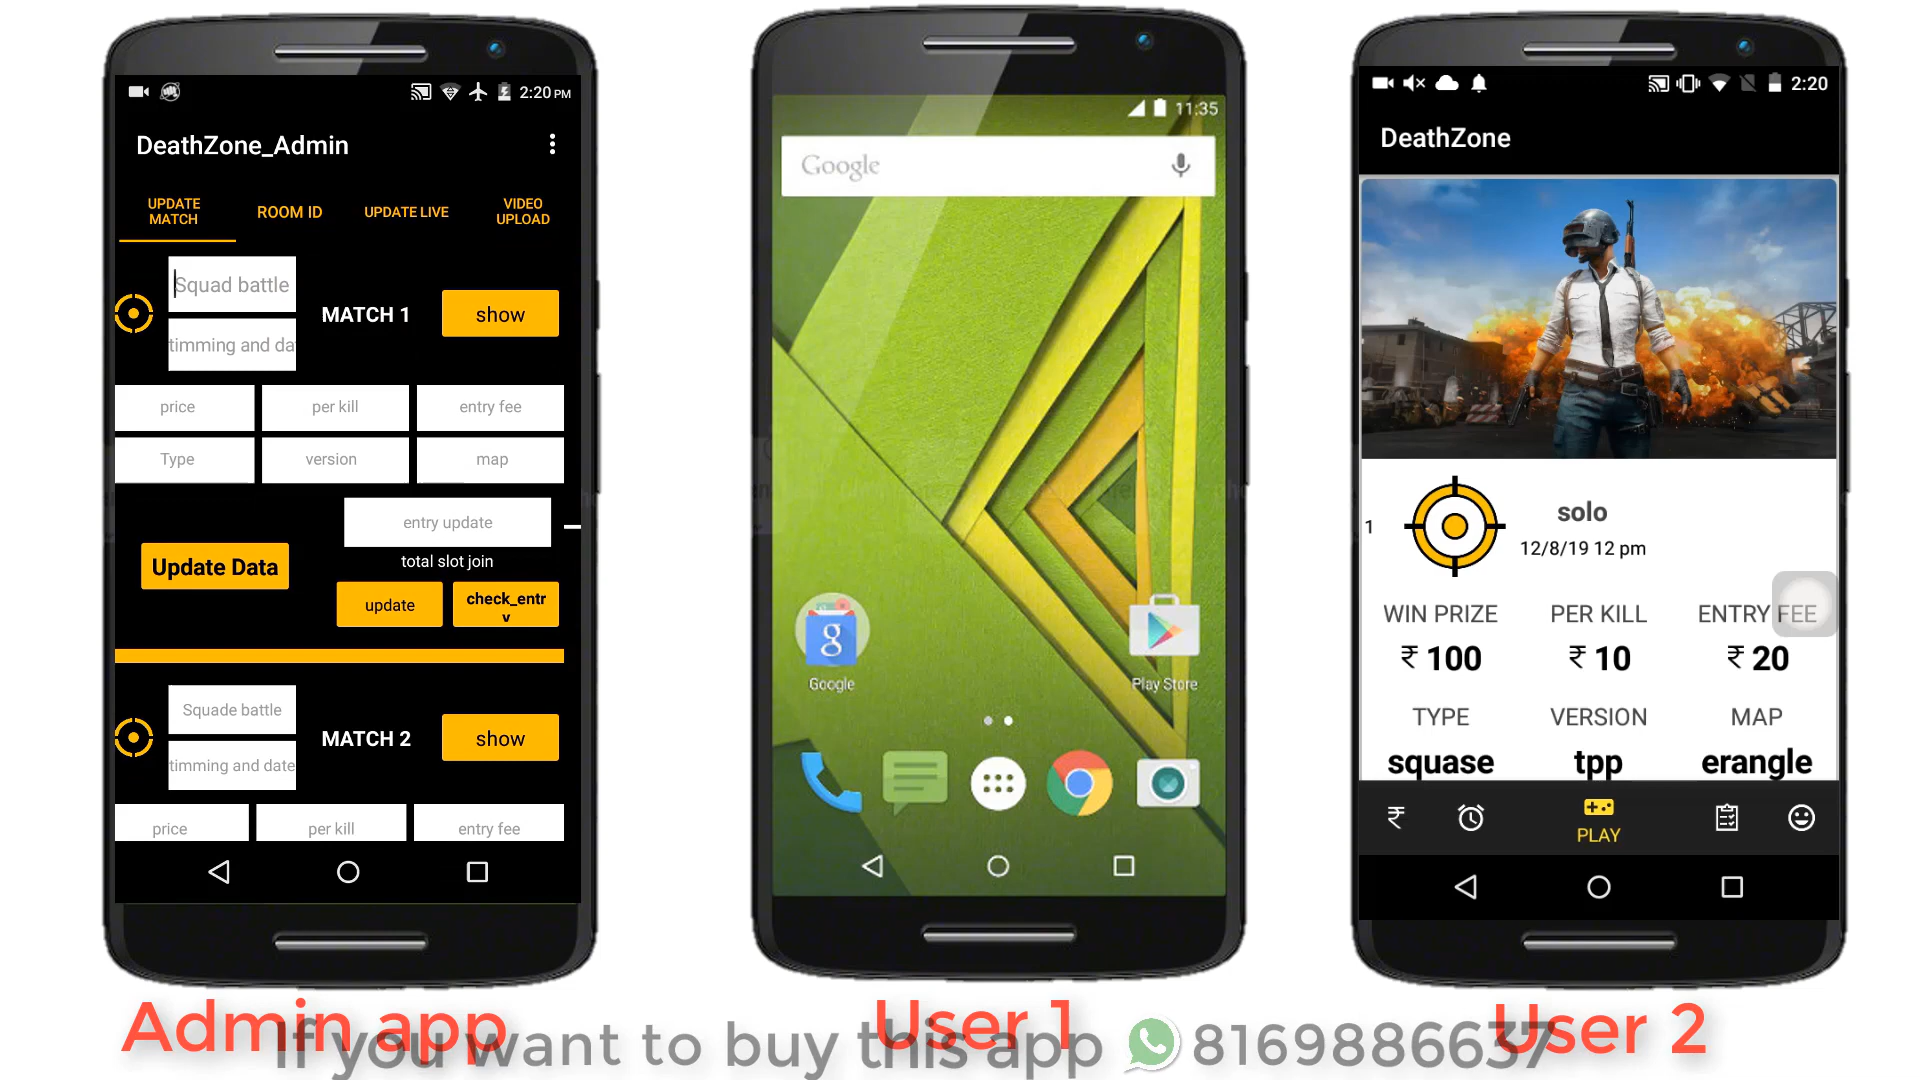 2:20 PM
DeathZone_Admin
UPDATE MATCH
ROOM ID
UPDATE LIVE
VIDEO UPLOAD
Squad battle
timming and da
MATCH 1
show
price
per kill
entry fee
Type
version
map
entry update
total slot join
Update Data
update
check_entr
y
Squade battle
timming and date
MATCH 2
show
price
per kill
entry fee
11:35
Google
Google
Play Store
2:20
DeathZone
1
solo
12/8/19 12 pm
WIN PRIZE
PER KILL
ENTRY FEE
₹ 100
₹ 10
₹ 20
TYPE
VERSION
MAP
squase
tpp
erangle
₹
PLAY
Admin app
User 1
User 2
If you want to buy this app 8169886637